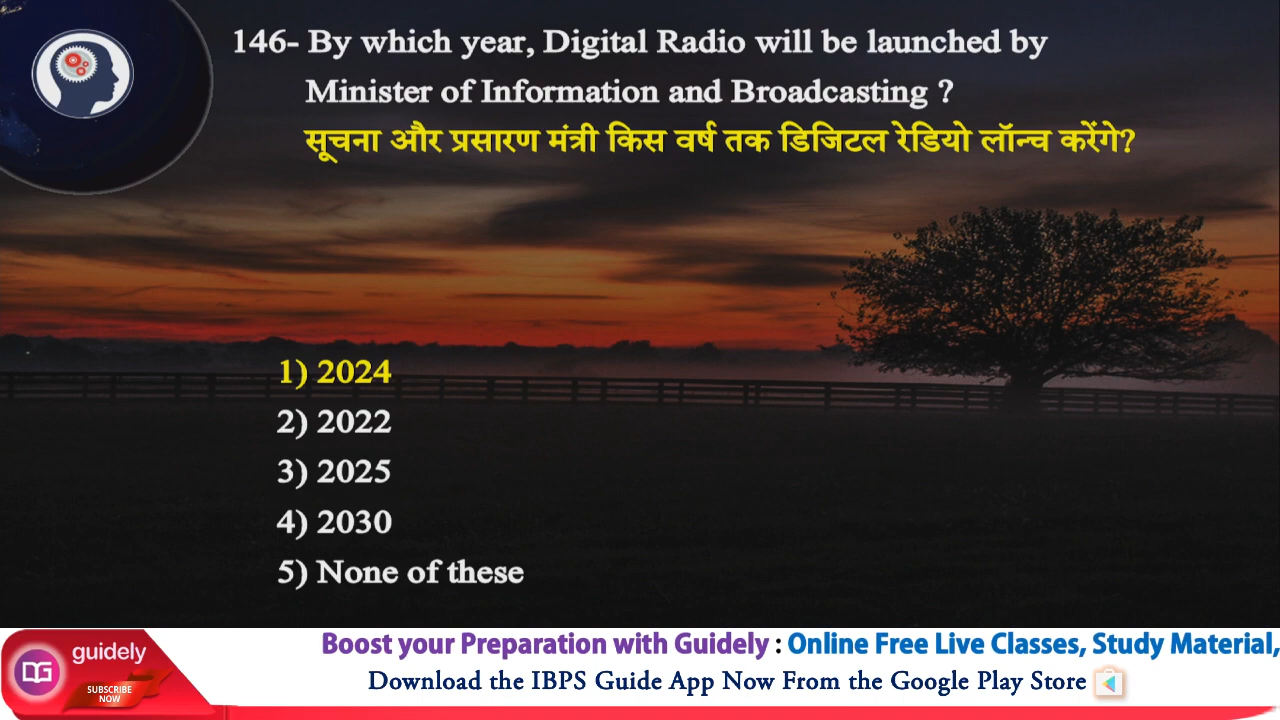 146- By which year, Digital Radio will be launched by
Minister of Information and Broadcasting ?
सूचना और प्रसारण मंत्री किस वर्ष तक डिजिटल रेडियो लॉन्च करेंगे?
1) 2024
2) 2022
3) 2025
4) 2030
5) None of these
guidely
SUBSCRIBE
NOW
Boost your Preparation with Guidely : Online Free Live Classes, Study Material,
Download the IBPS Guide App Now From the Google Play Store